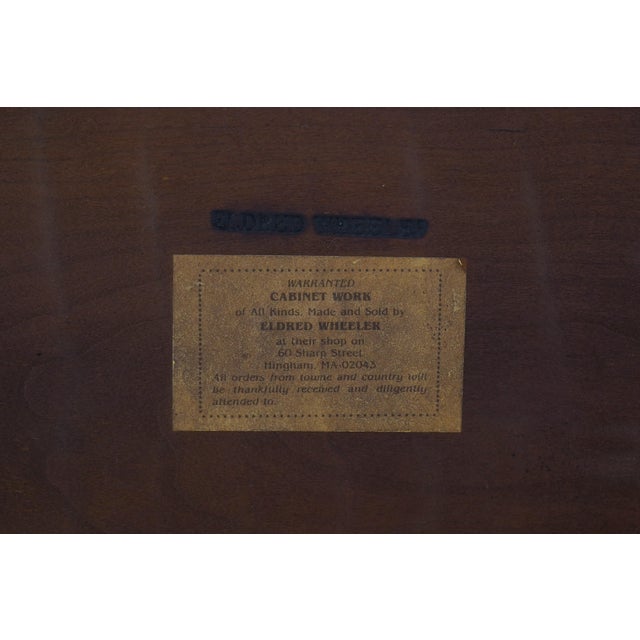 ELDRED WHEELER
WARRANTED
CABINET WORK
of All Kinds, Made and Sold by
ELDRED WHEELER
at their shop on
60 Sharp Street
Hingham, MA 02043
All orders from towne and country will
be thankfully received and diligently
attended to.